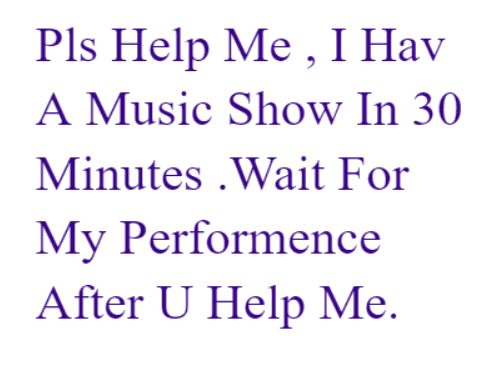 Pls Help Me , I Hav
A Music Show In 30
Minutes .Wait For
My Performence
After U Help Me.